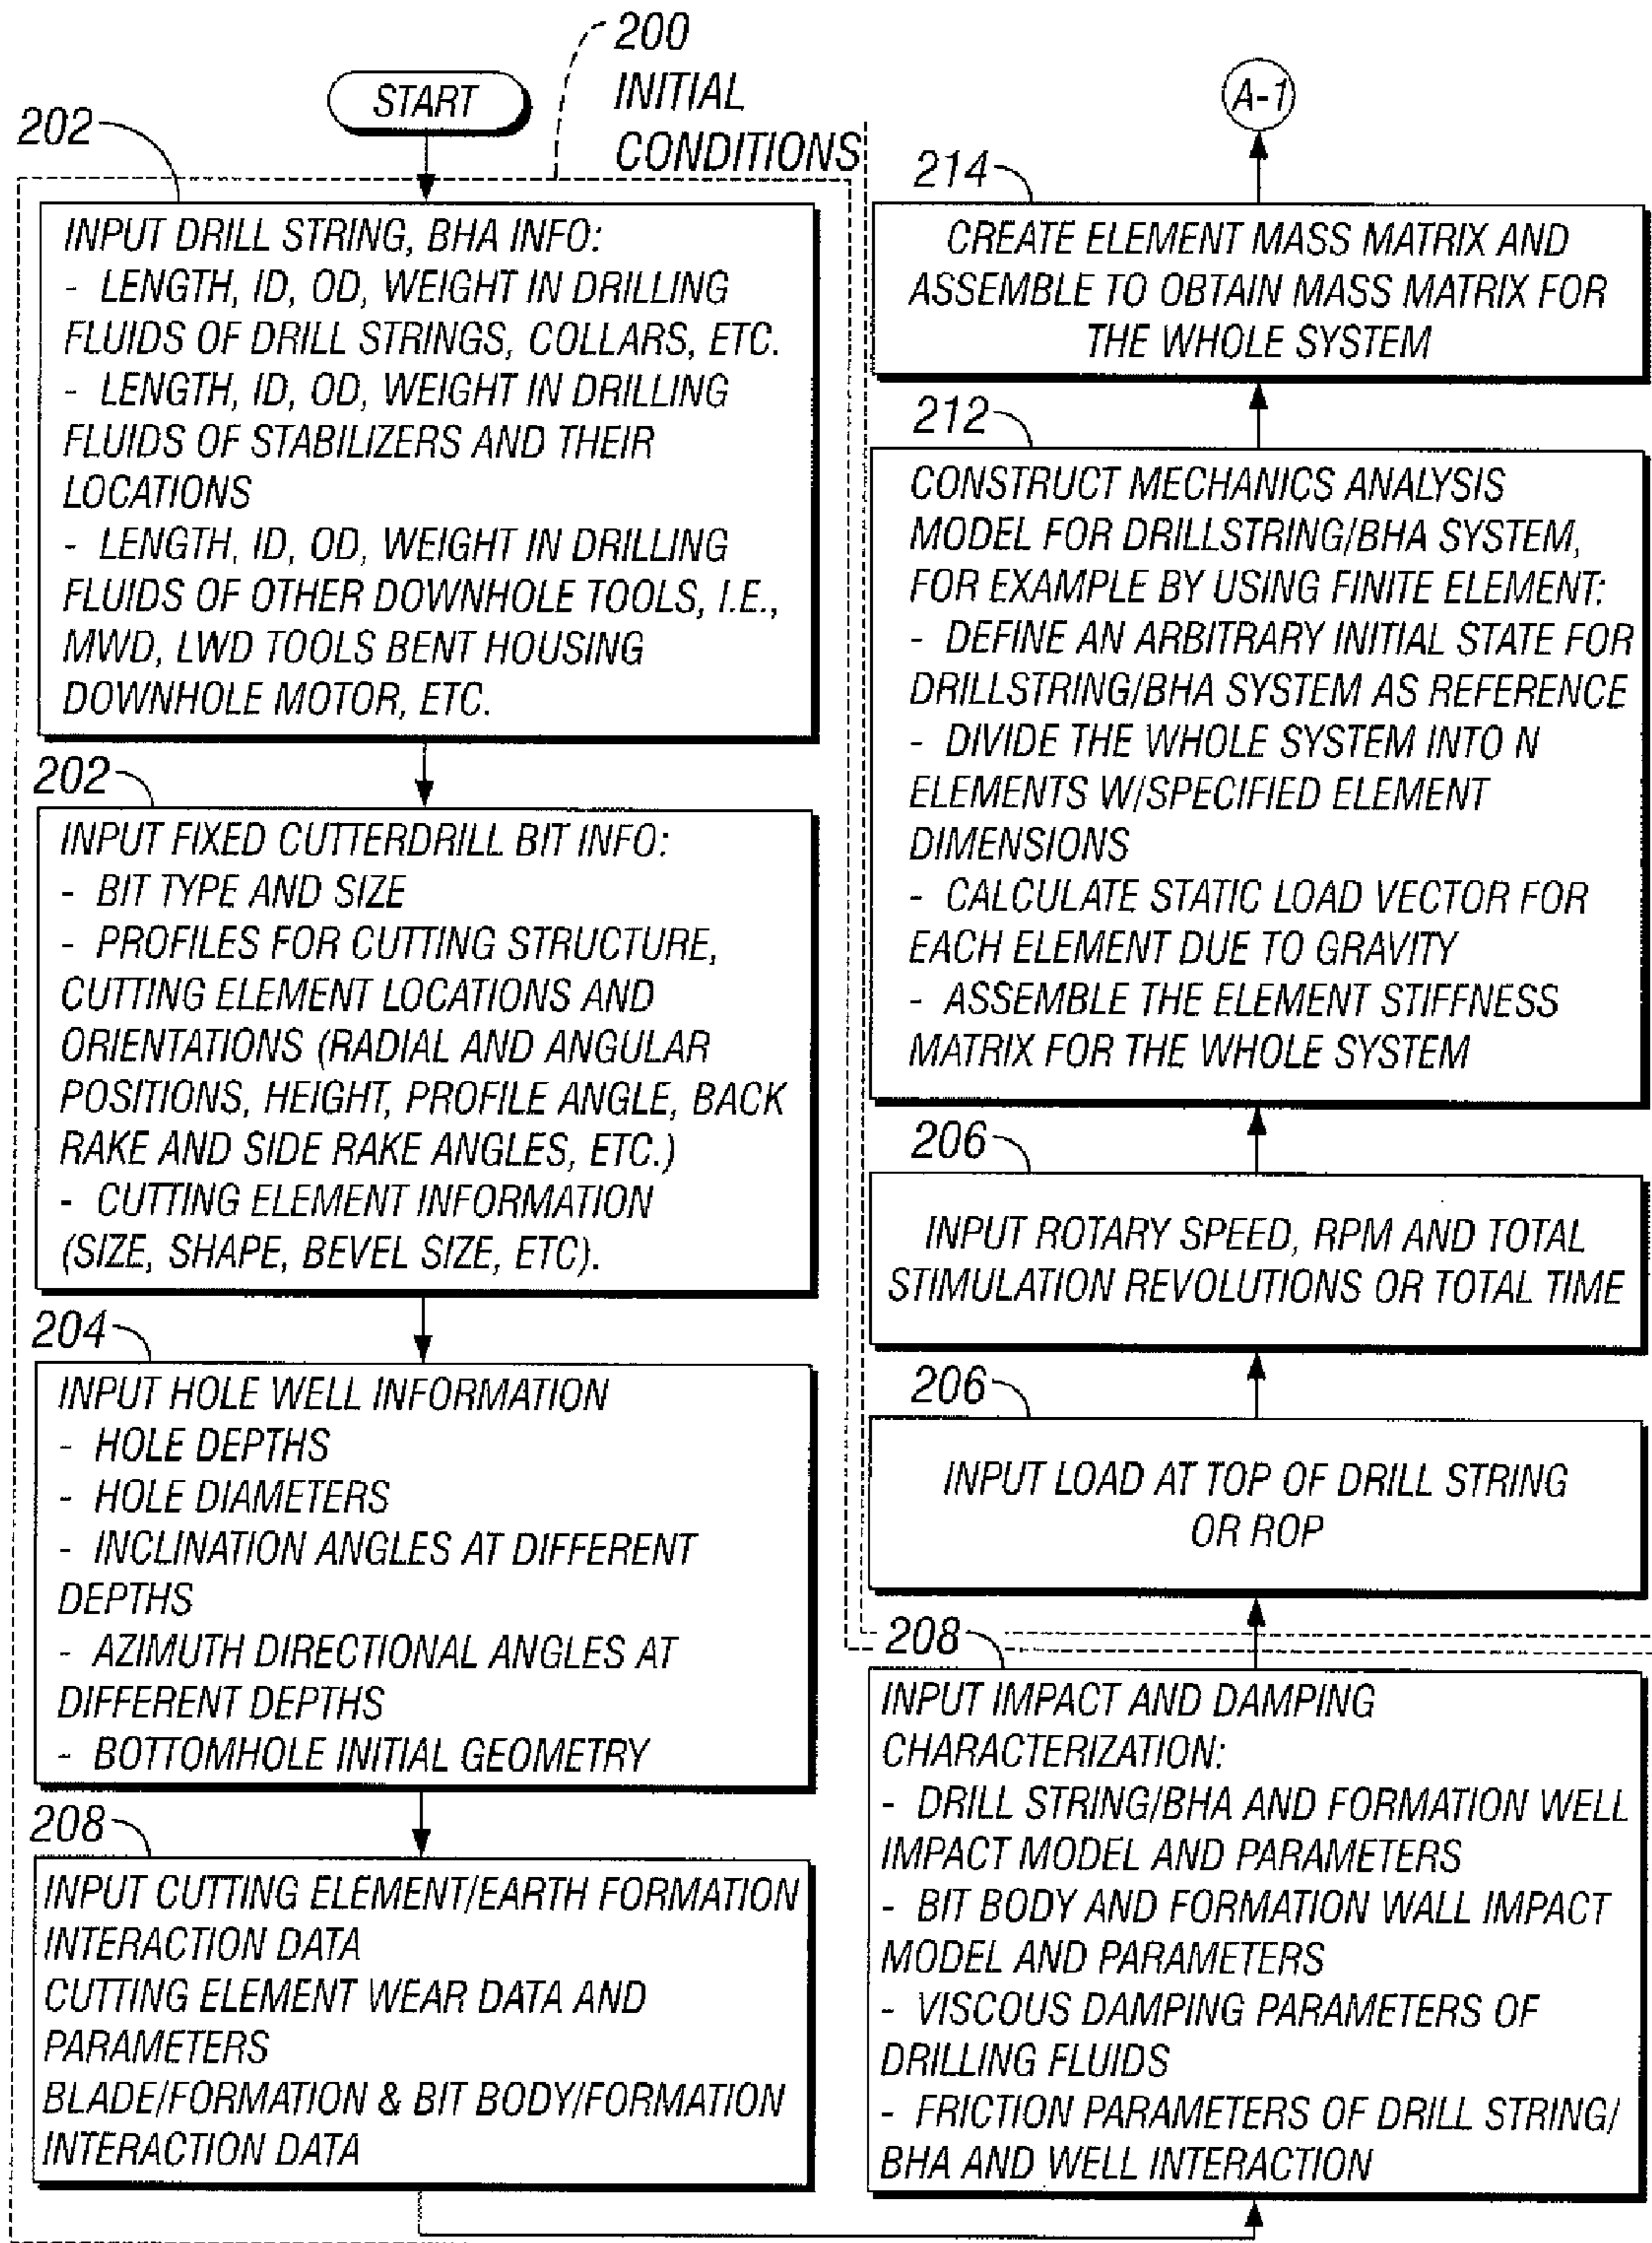 200
INITIAL
CONDITIONS
START
202
INPUT DRILL STRING, BHA INFO:
- LENGTH, ID, OD, WEIGHT IN DRILLING
FLUIDS OF DRILL STRINGS, COLLARS, ETC.
- LENGTH, ID, OD, WEIGHT IN DRILLING
FLUIDS OF STABILIZERS AND THEIR
LOCATIONS
- LENGTH, ID, OD, WEIGHT IN DRILLING
FLUIDS OF OTHER DOWNHOLE TOOLS, I.E.,
MWD, LWD TOOLS BENT HOUSING
DOWNHOLE MOTOR, ETC.
202
INPUT FIXED CUTTERDRILL BIT INFO:
- BIT TYPE AND SIZE
- PROFILES FOR CUTTING STRUCTURE,
CUTTING ELEMENT LOCATIONS AND
ORIENTATIONS (RADIAL AND ANGULAR
POSITIONS, HEIGHT, PROFILE ANGLE, BACK
RAKE AND SIDE RAKE ANGLES, ETC.)
- CUTTING ELEMENT INFORMATION
(SIZE, SHAPE, BEVEL SIZE, ETC).
204
INPUT HOLE WELL INFORMATION
- HOLE DEPTHS
- HOLE DIAMETERS
- INCLINATION ANGLES AT DIFFERENT
DEPTHS
- AZIMUTH DIRECTIONAL ANGLES AT
DIFFERENT DEPTHS
- BOTTOMHOLE INITIAL GEOMETRY
208
INPUT CUTTING ELEMENT/EARTH FORMATION
INTERACTION DATA
CUTTING ELEMENT WEAR DATA AND
PARAMETERS
BLADE/FORMATION & BIT BODY/FORMATION
INTERACTION DATA
208
INPUT IMPACT AND DAMPING
CHARACTERIZATION:
- DRILL STRING/BHA AND FORMATION WELL
IMPACT MODEL AND PARAMETERS
- BIT BODY AND FORMATION WALL IMPACT
MODEL AND PARAMETERS
- VISCOUS DAMPING PARAMETERS OF
DRILLING FLUIDS
- FRICTION PARAMETERS OF DRILL STRING/
BHA AND WELL INTERACTION
206
INPUT LOAD AT TOP OF DRILL STRING
OR ROP
206
INPUT ROTARY SPEED, RPM AND TOTAL
STIMULATION REVOLUTIONS OR TOTAL TIME
212
CONSTRUCT MECHANICS ANALYSIS
MODEL FOR DRILLSTRING/BHA SYSTEM,
FOR EXAMPLE BY USING FINITE ELEMENT:
- DEFINE AN ARBITRARY INITIAL STATE FOR
DRILLSTRING/BHA SYSTEM AS REFERENCE
- DIVIDE THE WHOLE SYSTEM INTO N
ELEMENTS W/SPECIFIED ELEMENT
DIMENSIONS
- CALCULATE STATIC LOAD VECTOR FOR
EACH ELEMENT DUE TO GRAVITY
- ASSEMBLE THE ELEMENT STIFFNESS
MATRIX FOR THE WHOLE SYSTEM
214
CREATE ELEMENT MASS MATRIX AND
ASSEMBLE TO OBTAIN MASS MATRIX FOR
THE WHOLE SYSTEM
A-1